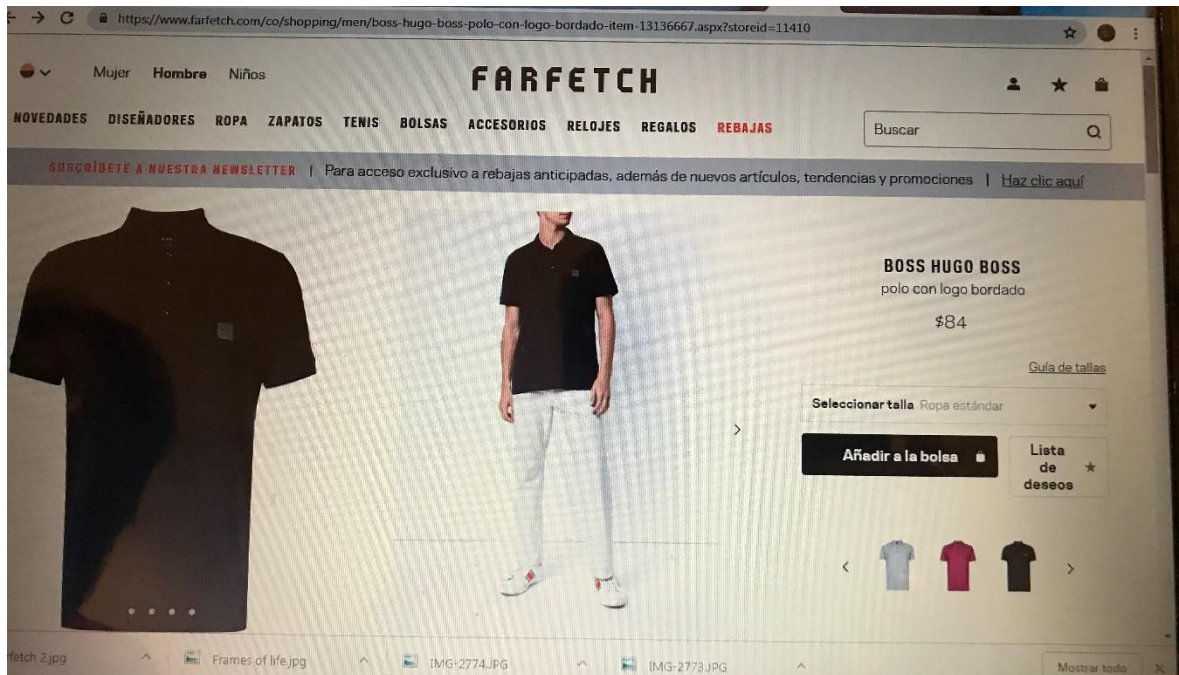 https://www.farfetch.com/co/shopping/men/boss-hugo-boss-polo-con-logo-bordado-item-13136667.aspx?storeid=11410
Mujer Hombre Niños
FARFETCH
NOVEDADES DISEÑADORES ROPA ZAPATOS TENIS BOLSAS ACCESORIOS RELOJES REGALOS REBAJAS
Buscar
SUSCRÍBETE A NUESTRA NEWSLETTER | Para acceso exclusivo a rebajas anticipadas, además de nuevos artículos, tendencias y promociones | Haz clic aquí
BOSS HUGO BOSS
polo con logo bordado
$84
Guía de tallas
Seleccionar talla Ropa estándar
Añadir a la bolsa
Lista
de
deseos
rfetch 2.jpg Frames of life.jpg IMG-2774.JPG IMG-2773.JPG Mostrar todo